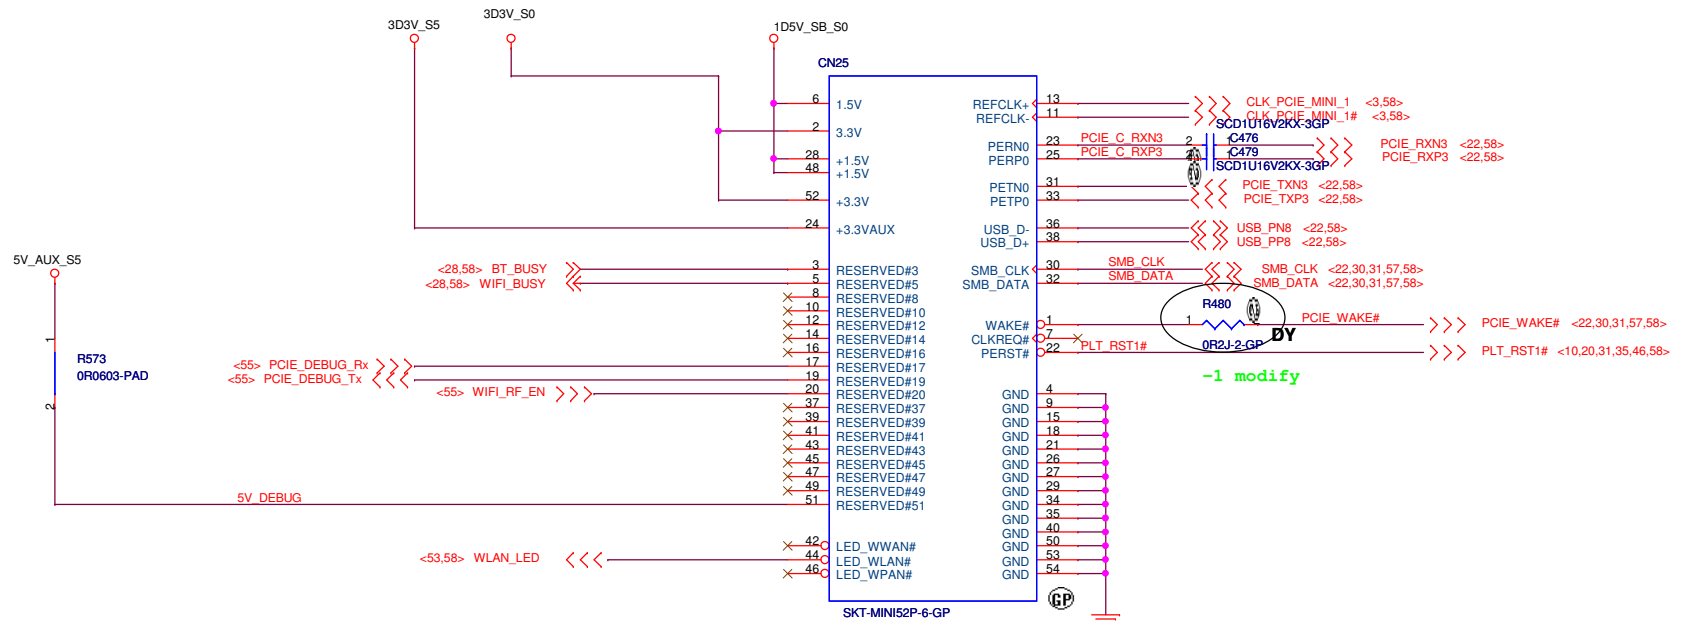 3D3V_S5
3D3V_S0
1D5V_SB_S0
CN25
6 1.5V
2 3.3V
28 +1.5V
48 +1.5V
52 +3.3V
24 +3.3VAUX
5V_AUX_S5
<28,58> BT_BUSY 3 RESERVED#3
<28,58> WIFI_BUSY 5 RESERVED#5
8 RESERVED#8
10 RESERVED#10
12 RESERVED#12
14 RESERVED#14
16 RESERVED#16
<55> PCIE_DEBUG_Rx 17 RESERVED#17
<55> PCIE_DEBUG_Tx 19 RESERVED#19
<55> WIFI_RF_EN 20 RESERVED#20
37 RESERVED#37
39 RESERVED#39
41 RESERVED#41
43 RESERVED#43
45 RESERVED#45
47 RESERVED#47
49 RESERVED#49
5V_DEBUG 51 RESERVED#51
1
R573
0R0603-PAD
2
42 LED_WWAN#
<53,58> WLAN_LED 44 LED_WLAN#
46 LED_WPAN#
REFCLK+ 13 CLK_PCIE_MINI_1 <3,58>
REFCLK- 11 CLK_PCIE_MINI_1# <3,58>
SCD1U16V2KX-3GP
PERN0 23 PCIE_C_RXN3 2 1 C476 PCIE_RXN3 <22,58>
PERP0 25 PCIE_C_RXP3 2 1 C479 PCIE_RXP3 <22,58>
SCD1U16V2KX-3GP
PETN0 31 PCIE_TXN3 <22,58>
PETP0 33 PCIE_TXP3 <22,58>
USB_D- 36 USB_PN8 <22,58>
USB_D+ 38 USB_PP8 <22,58>
SMB_CLK 30 SMB_CLK SMB_CLK <22,30,31,57,58>
SMB_DATA 32 SMB_DATA SMB_DATA <22,30,31,57,58>
R480
WAKE# 1 1 PCIE_WAKE# PCIE_WAKE# <22,30,31,57,58>
DY
CLKREQ# 7
0R2J-2-GP
PERST# 22 PLT_RST1# PLT_RST1# <10,20,31,35,46,58>
-1 modify
GND 4
GND 9
GND 15
GND 18
GND 21
GND 26
GND 27
GND 29
GND 34
GND 35
GND 40
GND 50
GND 53
GND 54
GP
SKT-MINI52P-6-GP